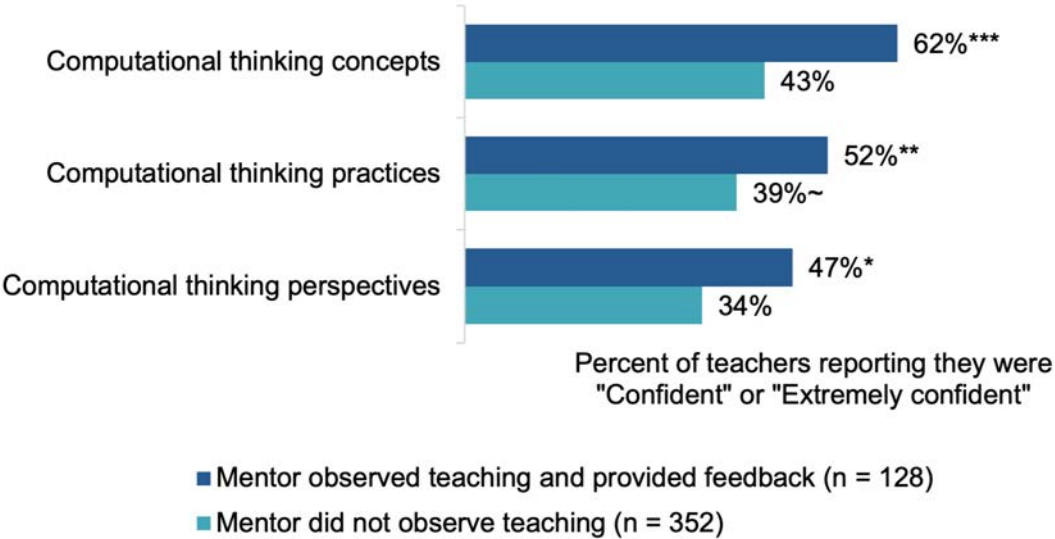 Computational thinking concepts
62%***
43%
Computational thinking practices
52%**
39%~
Computational thinking perspectives
47%*
34%
Percent of teachers reporting they were
"Confident" or "Extremely confident"
Mentor observed teaching and provided feedback (n = 128)
Mentor did not observe teaching (n = 352)